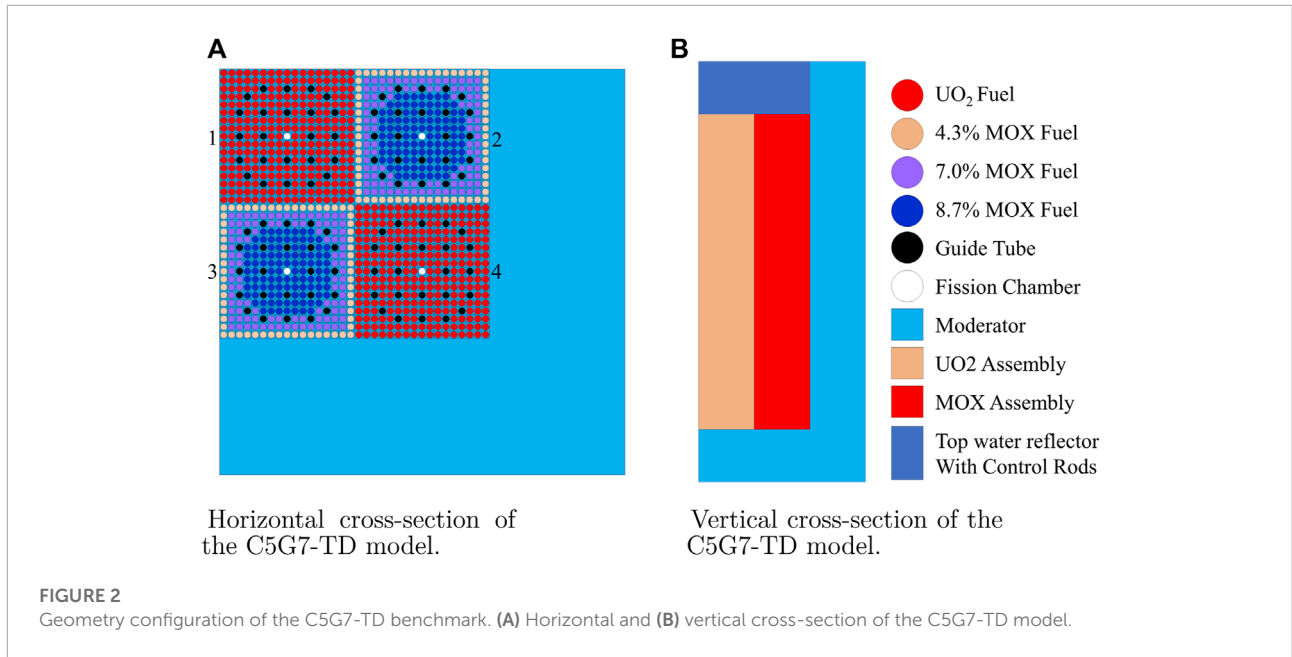 A
B
1
2
3
4
UO2 Fuel
4.3% MOX Fuel
7.0% MOX Fuel
8.7% MOX Fuel
Guide Tube
Fission Chamber
Moderator
UO2 Assembly
MOX Assembly
Top water reflector
With Control Rods
Horizontal cross-section of
the C5G7-TD model.
Vertical cross-section of the
C5G7-TD model.
FIGURE 2
Geometry configuration of the C5G7-TD benchmark. (A) Horizontal and (B) vertical cross-section of the C5G7-TD model.